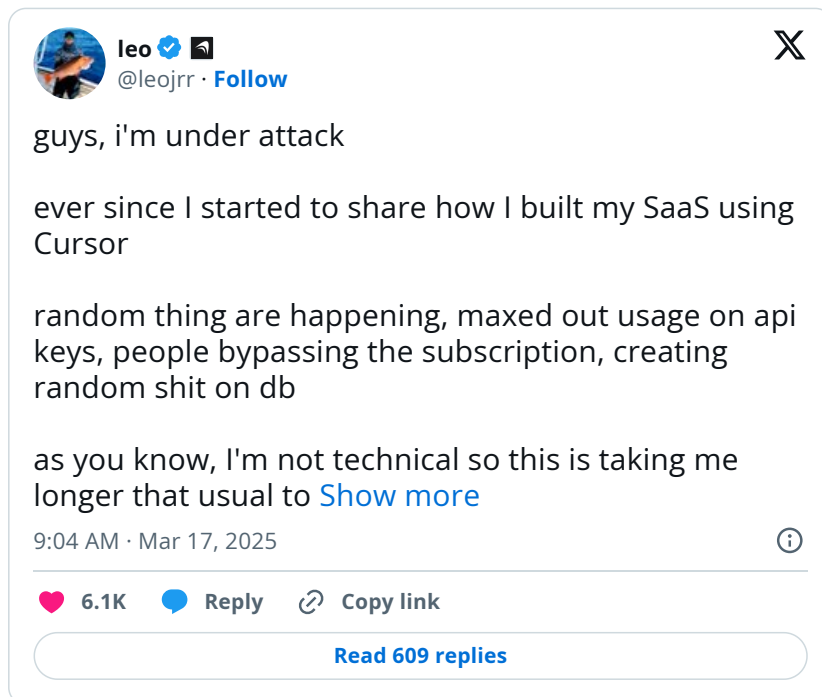 leo
@leojrr · Follow
guys, i'm under attack
ever since I started to share how I built my SaaS using
Cursor
random thing are happening, maxed out usage on api
keys, people bypassing the subscription, creating
random shit on db
as you know, I'm not technical so this is taking me
longer that usual to Show more
9:04 AM · Mar 17, 2025
6.1K Reply Copy link
Read 609 replies